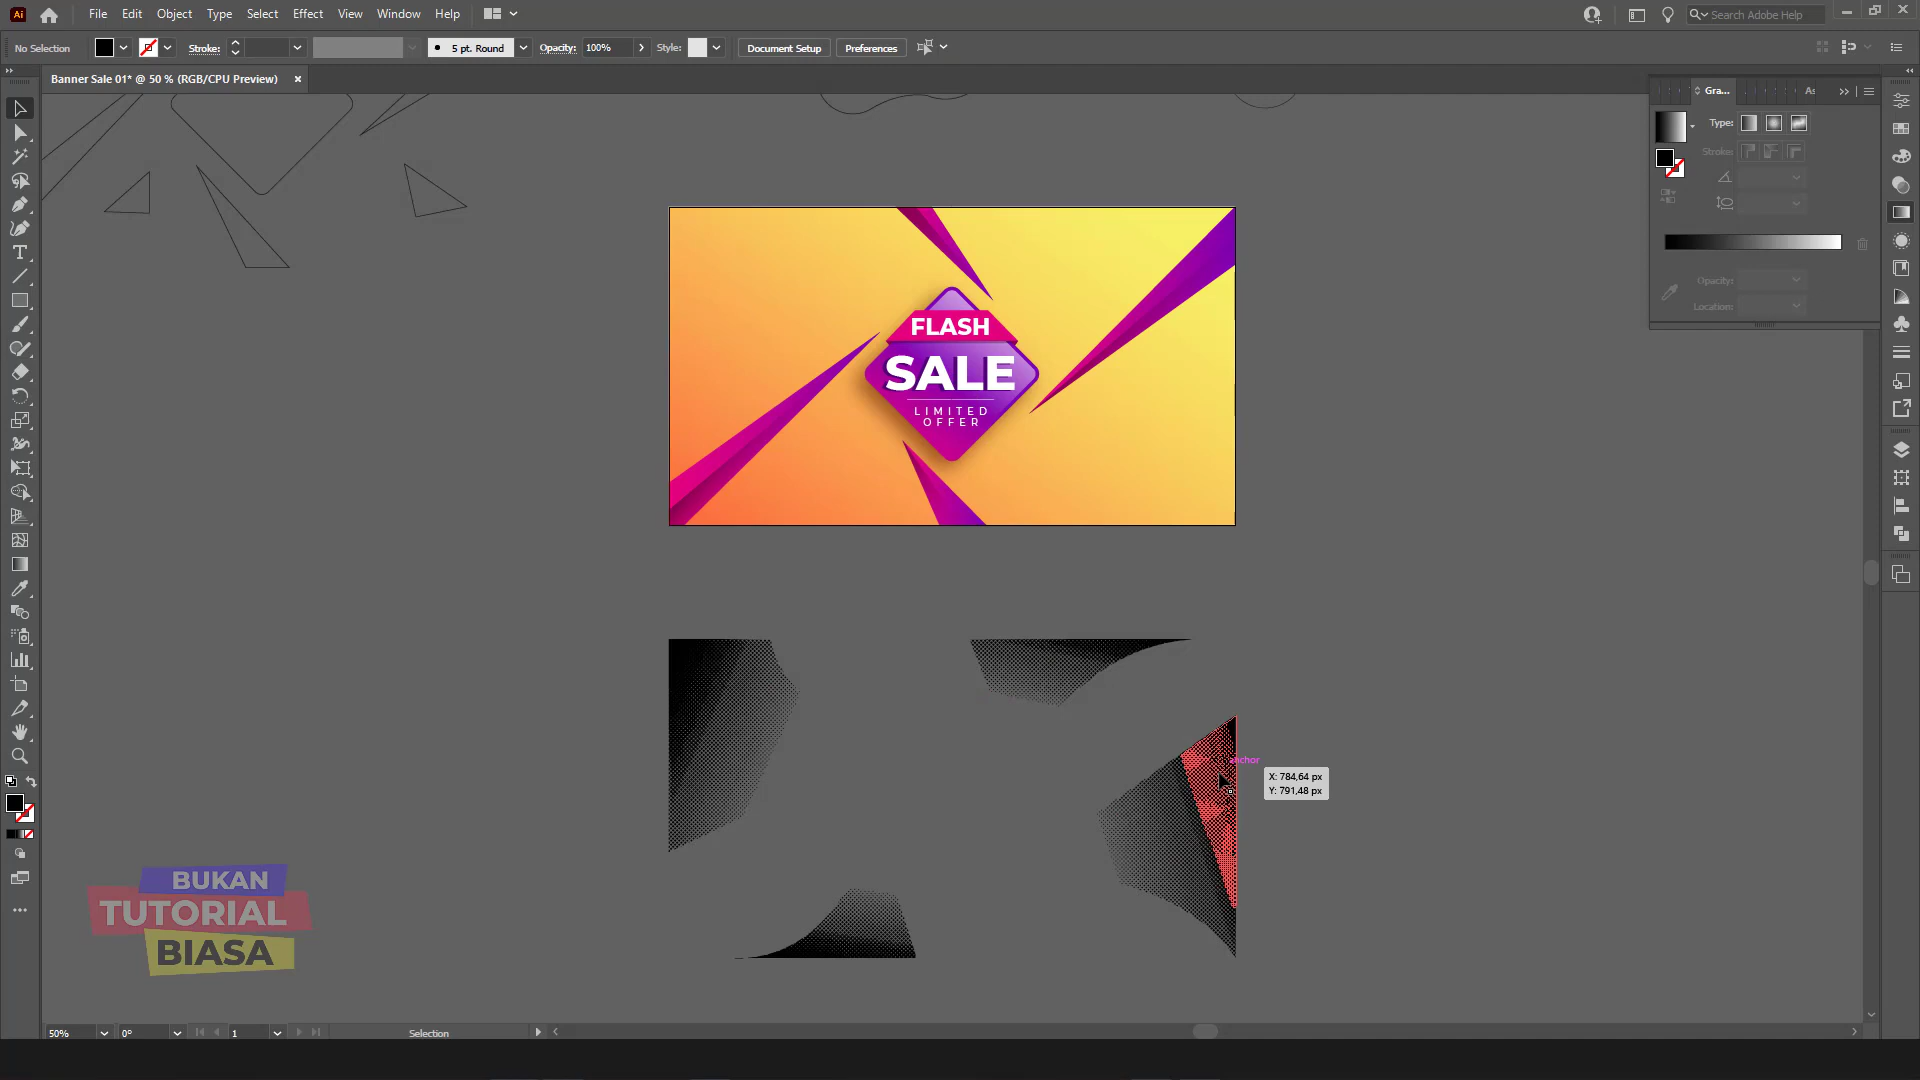 File Edit Object Type Select Effect View Window Help
Search Adobe Help
No Selection Stroke: 5 pt. Round Opacity: 100% Style: Document Setup Preferences
Banner Sale 01* @ 50 % (RGB/CPU Preview)
Gra...
As
Type:
Stroke:
Opacity:
Location:
FLASH
SALE
LIMITED
OFFER
anchor
X: 784,64 px
Y: 791,48 px
BUKAN
TUTORIAL
BIASA
50% 0° 1 Selection